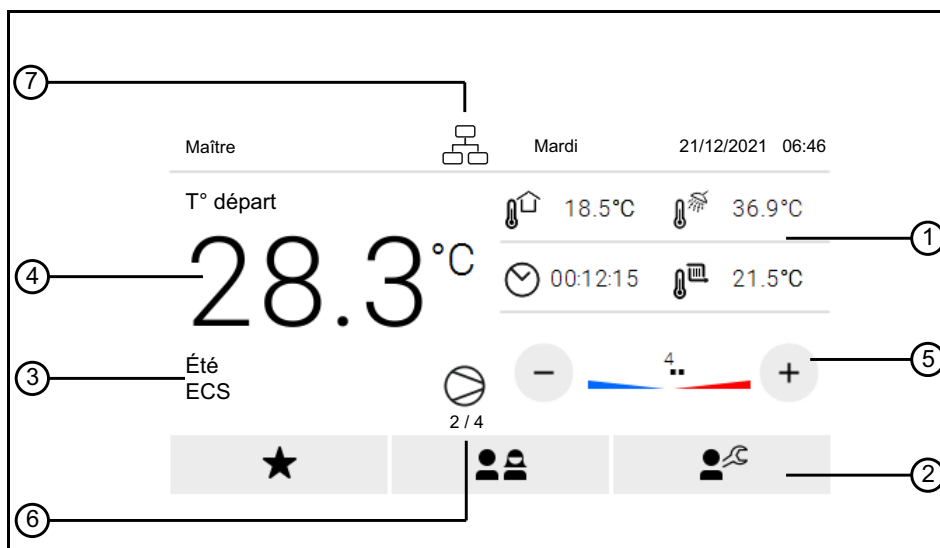 7
Maître Mardi 21/12/2021 06:46
T° départ 18.5°C 36.9°C
1
28.3°C 00:12:15 21.5°C
4
Été
ECS
3
− 4 +
5
2 / 4
2
6